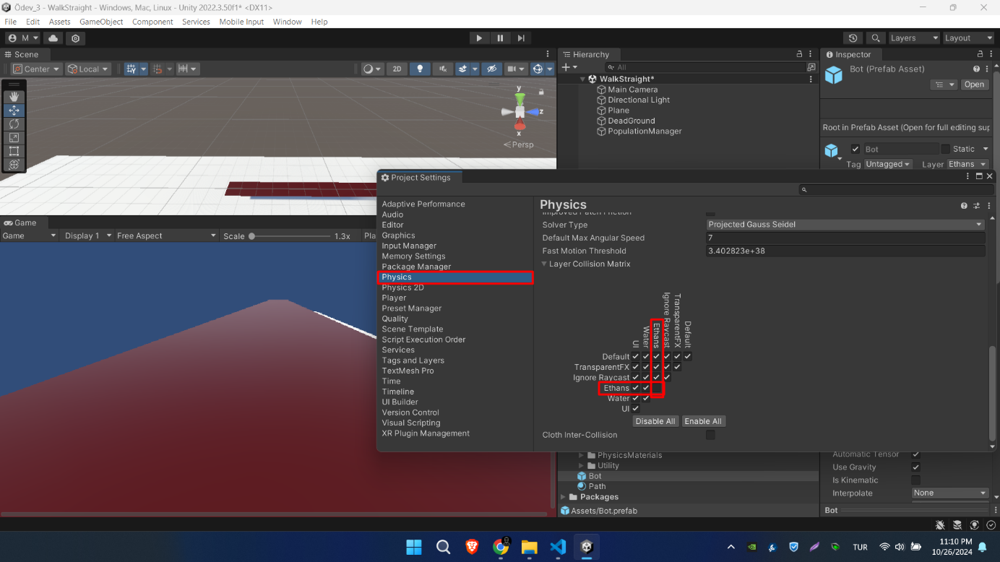 Ödev_3 - WalkStraight - Windows, Mac, Linux - Unity 2022.3.50f1* <DX11>
File Edit Assets GameObject Component Services Mobile Input Window Help
M Layers Layout
Scene
Center Local 2D
y
z
x
Persp
Game
Game Display 1 Free Aspect Scale 1.3x Pla
Hierarchy
All
WalkStraight*
Main Camera
Directional Light
Plane
DeadGround
PopulationManager
Inspector
Bot (Prefab Asset)
Open
Root in Prefab Asset (Open for full editing sup
Bot Static
Tag Untagged Layer Ethans
Project Settings
Adaptive Performance
Audio
Editor
Graphics
Input Manager
Memory Settings
Package Manager
Physics
Physics 2D
Player
Preset Manager
Quality
Scene Template
Script Execution Order
Services
Tags and Layers
TextMesh Pro
Time
Timeline
UI Builder
Version Control
Visual Scripting
XR Plugin Management
Physics
Improved Patch Friction
Solver Type Projected Gauss Seidel
Default Max Angular Speed 7
Fast Motion Threshold 3.402823e+38
Layer Collision Matrix
UI
Water
Ethans
Ignore Raycast
TransparentFX
Default
Default
TransparentFX
Ignore Raycast
Ethans
Water
UI
Disable All Enable All
Cloth Inter-Collision
PhysicsMaterials
Utility
Bot
Path
Packages
Assets/Bot.prefab
Automatic Tensor
Use Gravity
Is Kinematic
Interpolate None
Bot
TUR
11:10 PM
10/26/2024